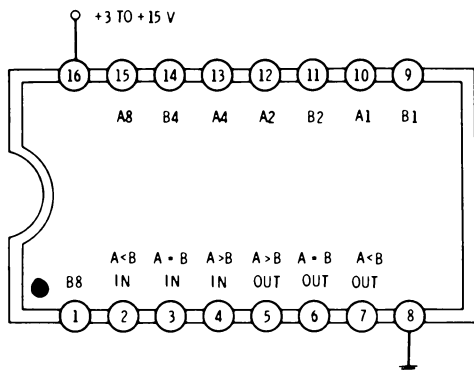 +3 TO +15 V
16 15 14 13 12 11 10 9
A8 B4 A4 A2 B2 A1 B1
A<B A=B A>B A>B A=B A<B
B8 IN IN IN OUT OUT OUT
1 2 3 4 5 6 7 8